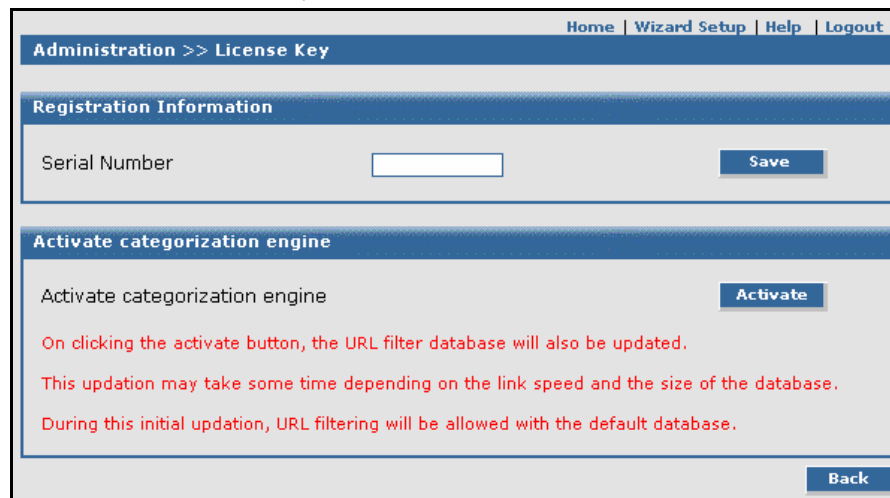 Home | Wizard Setup | Help | Logout
Administration >> License Key
Registration Information
Serial Number
Save
Activate categorization engine
Activate categorization engine
Activate
On clicking the activate button, the URL filter database will also be updated.
This updation may take some time depending on the link speed and the size of the database.
During this initial updation, URL filtering will be allowed with the default database.
Back